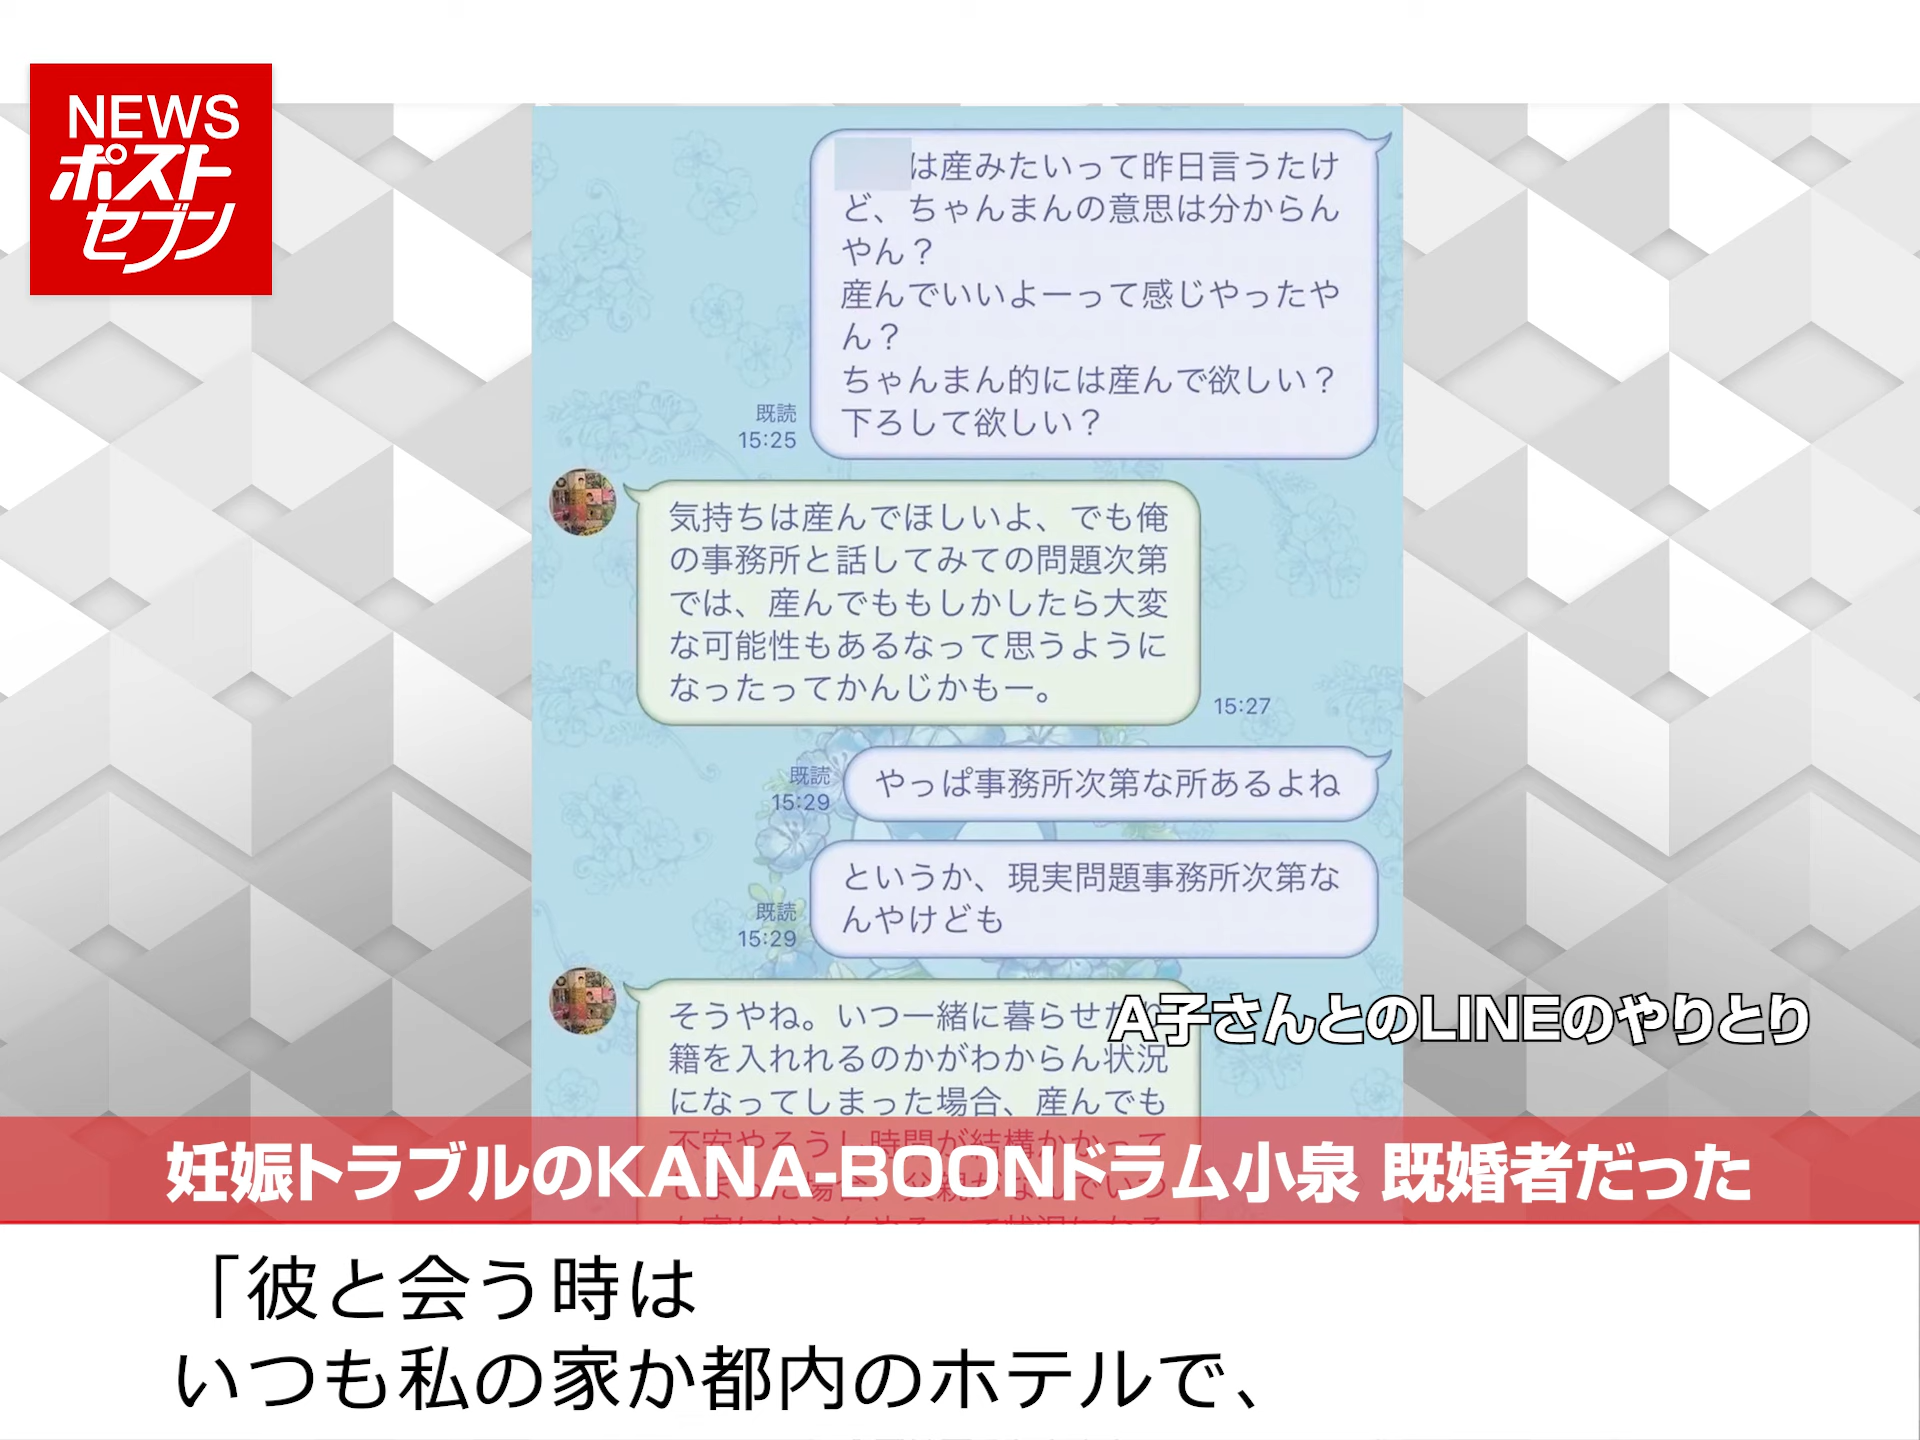 NEWS
ポスト
セブン
は産みたいって昨日言うたけ
ど、ちゃんまんの意思は分からん
やん？
産んでいいよーって感じやったや
ん？
ちゃんまん的には産んで欲しい？
下ろして欲しい？
既読
15:25
気持ちは産んでほしいよ、でも俺
の事務所と話してみての問題次第
では、産んでももしかしたら大変
な可能性もあるなって思うように
なったってかんじかもー。
15:27
既読
15:29
やっぱ事務所次第な所あるよね
というか、現実問題事務所次第な
んやけども
既読
15:29
そうやね。いつ一緒に暮らせ
籍を入れれるのかがわからん状況
になってしまった場合、産んでも
不安やろうし時間が結構かかって
A子さんとのLINEのやりとり
妊娠トラブルのKANA-BOONドラム小泉 既婚者だった
「彼と会う時は
いつも私の家か都内のホテルで、